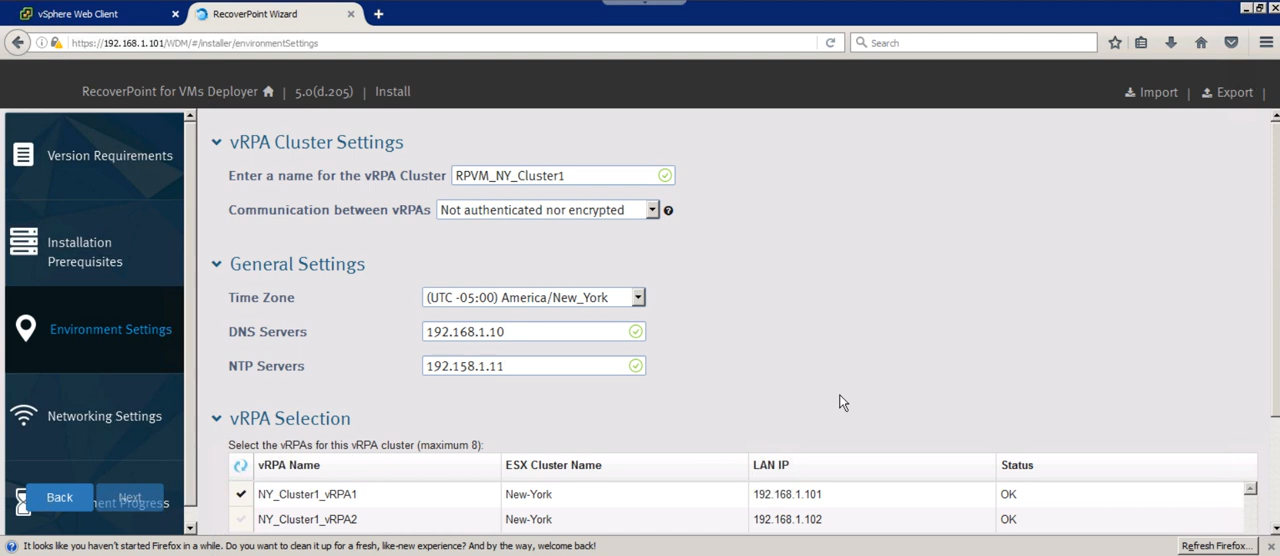 vSphere Web Client
RecoverPoint Wizard
https://192.168.1.101/WDM/#/installer/environmentSettings
Search
RecoverPoint for VMs Deployer | 5.0(d.205) | Install
Import | Export |
Version Requirements
Installation
Prerequisites
Environment Settings
Networking Settings
Back
Next
ment Progress
vRPA Cluster Settings
Enter a name for the vRPA Cluster RPVM_NY_Cluster1
Communication between vRPAs Not authenticated nor encrypted
General Settings
Time Zone (UTC -05:00) America/New_York
DNS Servers 192.168.1.10
NTP Servers 192.158.1.11
vRPA Selection
Select the vRPAs for this vRPA cluster (maximum 8):
vRPA Name ESX Cluster Name LAN IP Status
NY_Cluster1_vRPA1 New-York 192.168.1.101 OK
NY_Cluster1_vRPA2 New-York 192.168.1.102 OK
It looks like you haven't started Firefox in a while. Do you want to clean it up for a fresh, like-new experience? And by the way, welcome back!
Refresh Firefox...